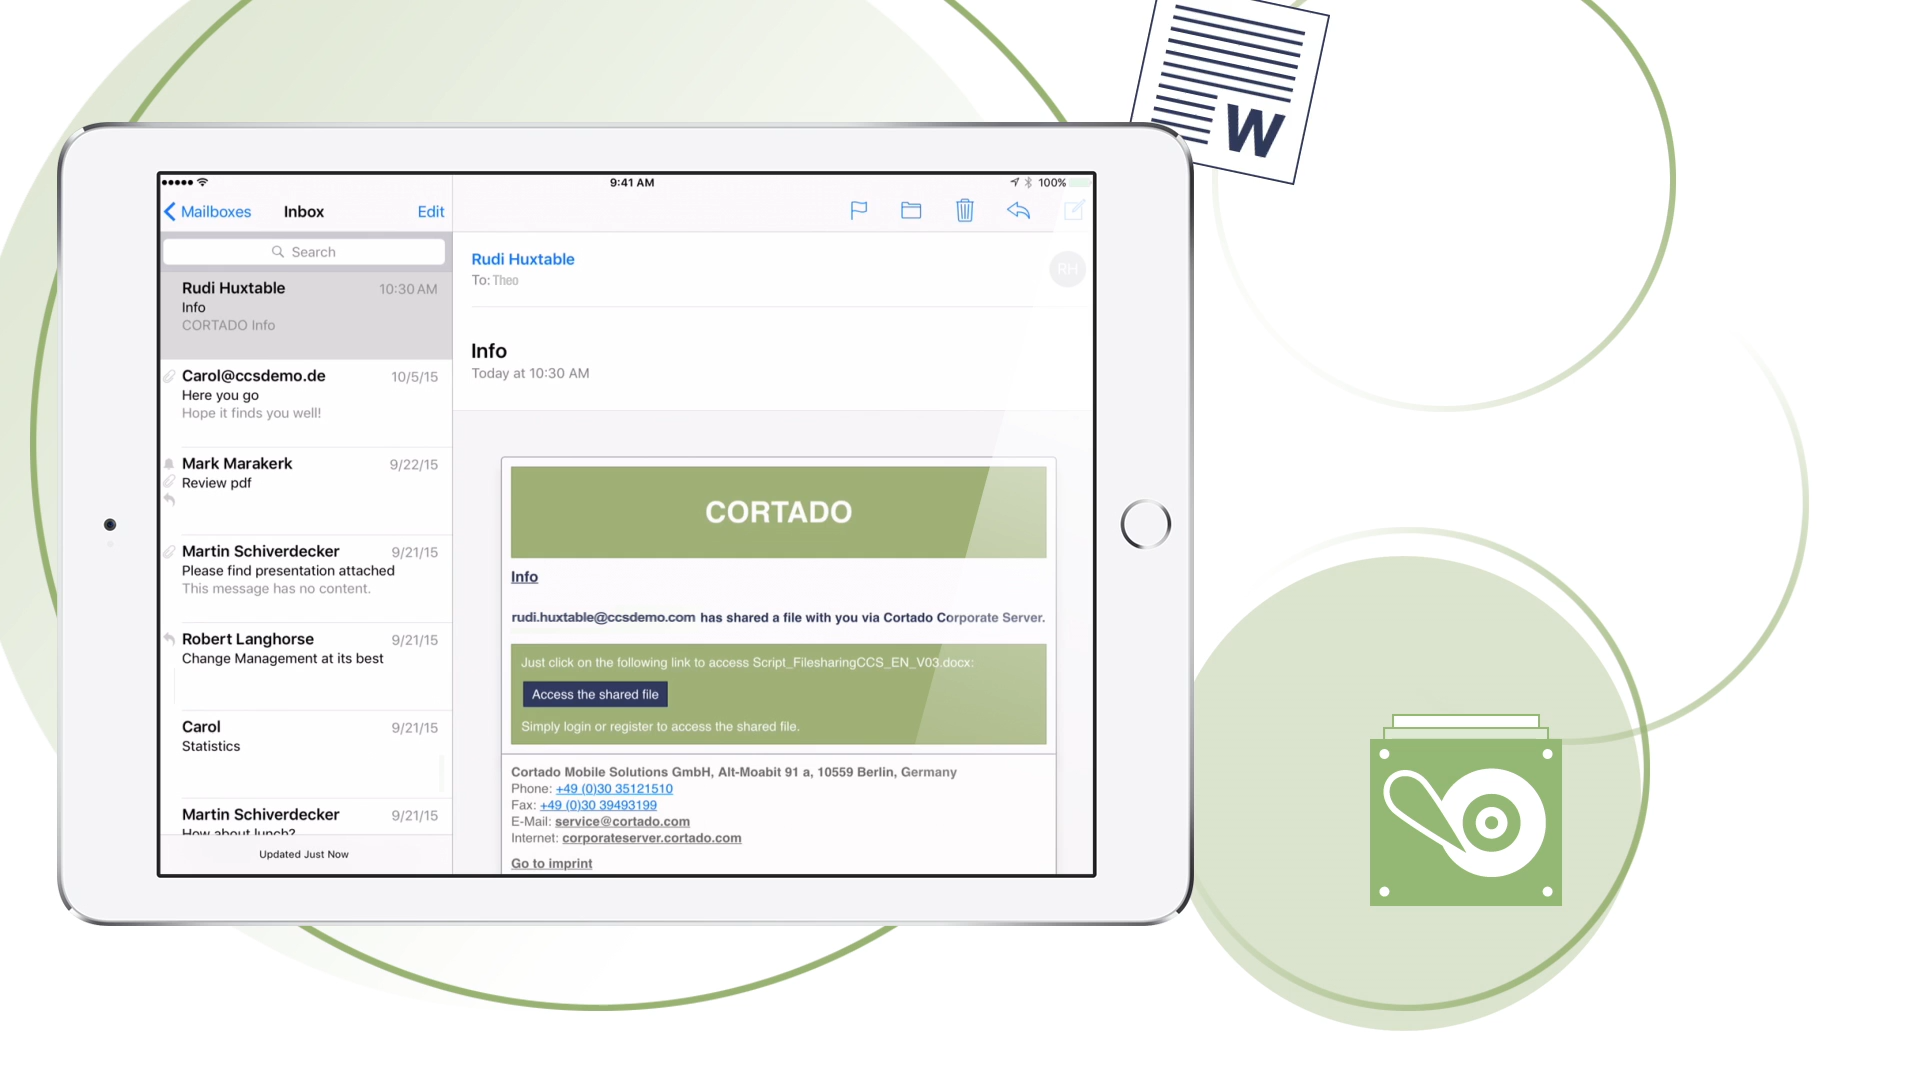 W
9:41 AM
100%
Mailboxes
Inbox
Edit
Search
Rudi Huxtable
10:30 AM
Info
CORTADO Info
Carol@ccsdemo.de
10/5/15
Here you go
Hope it finds you well!
Mark Marakerk
9/22/15
Review pdf
Martin Schiverdecker
9/21/15
Please find presentation attached
This message has no content.
Robert Langhorse
9/21/15
Change Management at its best
Carol
9/21/15
Statistics
Martin Schiverdecker
9/21/15
How about lunch?
Updated Just Now
Rudi Huxtable
To: Theo
RH
Info
Today at 10:30 AM
CORTADO
Info
rudi.huxtable@ccsdemo.com has shared a file with you via Cortado Corporate Server.
Just click on the following link to access Script_FilesharingCCS_EN_V03.docx:
Access the shared file
Simply login or register to access the shared file.
Cortado Mobile Solutions GmbH, Alt-Moabit 91 a, 10559 Berlin, Germany
Phone: +49 (0)30 35121510
Fax: +49 (0)30 39493199
E-Mail: service@cortado.com
Internet: corporateserver.cortado.com
Go to imprint